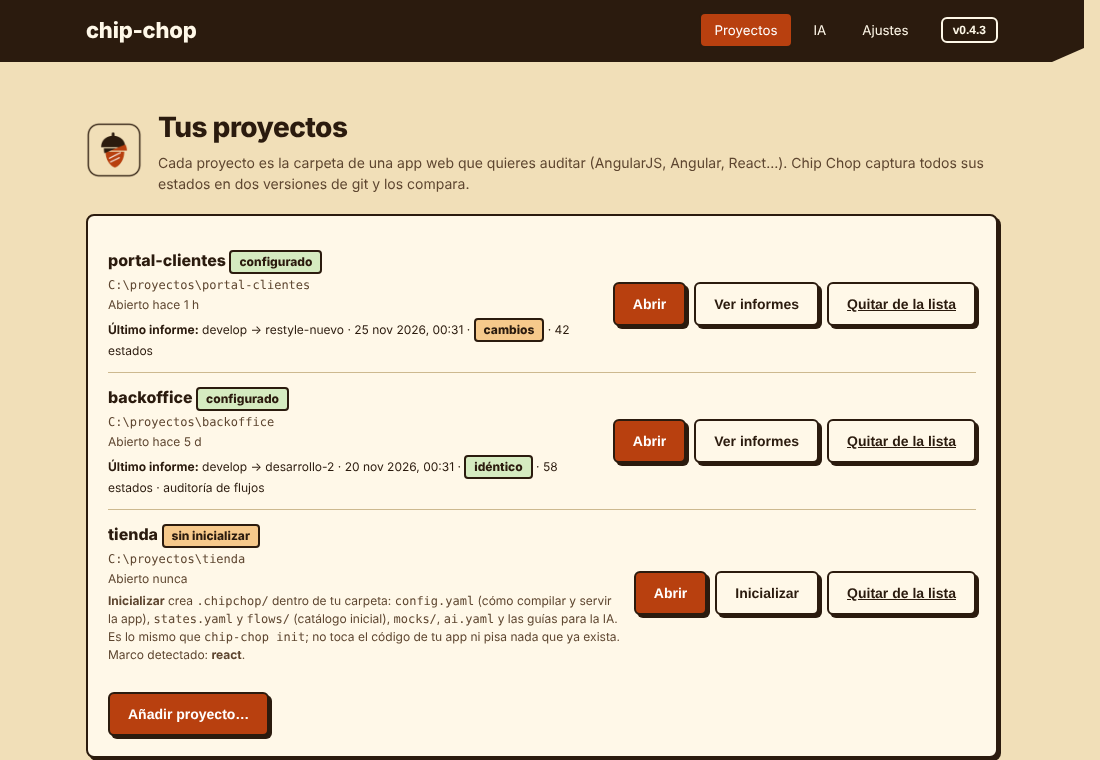 chip-chop
Proyectos
IA
Ajustes
v0.4.3
Tus proyectos
Cada proyecto es la carpeta de una app web que quieres auditar (AngularJS, Angular, React...). Chip Chop captura todos sus
estados en dos versiones de git y los compara.
portal-clientes configurado
C:\proyectos\portal-clientes
Abierto hace 1 h
Último informe: develop → restyle-nuevo · 25 nov 2026, 00:31 · cambios · 42
estados
Abrir
Ver informes
Quitar de la lista
backoffice configurado
C:\proyectos\backoffice
Abierto hace 5 d
Último informe: develop → desarrollo-2 · 20 nov 2026, 00:31 · idéntico · 58
estados · auditoría de flujos
Abrir
Ver informes
Quitar de la lista
tienda sin inicializar
C:\proyectos\tienda
Abierto nunca
Inicializar crea .chipchop/ dentro de tu carpeta: config.yaml (cómo compilar y servir
la app), states.yaml y flows/ (catálogo inicial), mocks/, ai.yaml y las guías para la IA.
Es lo mismo que chip-chop init; no toca el código de tu app ni pisa nada que ya exista.
Marco detectado: react.
Abrir
Inicializar
Quitar de la lista
Añadir proyecto...